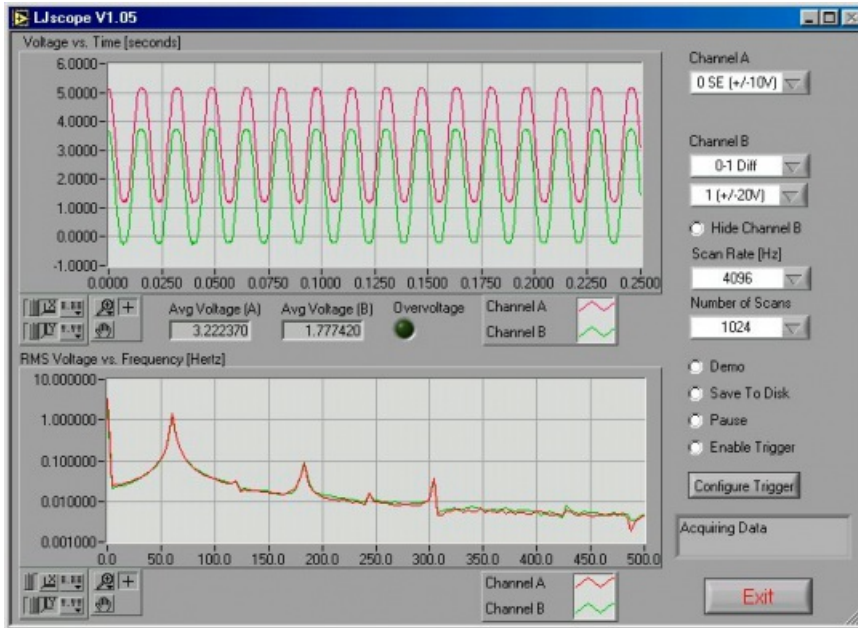 LJscope V1.05
Voltage vs. Time [seconds]
6.0000
5.0000
4.0000
3.0000
2.0000
1.0000
0.0000
-1.0000
0.0000 0.0250 0.0500 0.0750 0.1000 0.1250 0.1500 0.1750 0.2000 0.2250 0.2500
Avg Voltage (A)
3.222370
Avg Voltage (B)
1.777420
Overvoltage
Channel A
Channel B
RMS Voltage vs. Frequency [Hertz]
10.000000
1.000000
0.100000
0.010000
0.001000
0.0 50.0 100.0 150.0 200.0 250.0 300.0 350.0 400.0 450.0 500.0
Channel A
Channel B
Channel A
0 SE (+/-10V)
Channel B
0-1 Diff
1 (+/-20V)
Hide Channel B
Scan Rate [Hz]
4096
Number of Scans
1024
Demo
Save To Disk
Pause
Enable Trigger
Configure Trigger
Acquiring Data
Exit